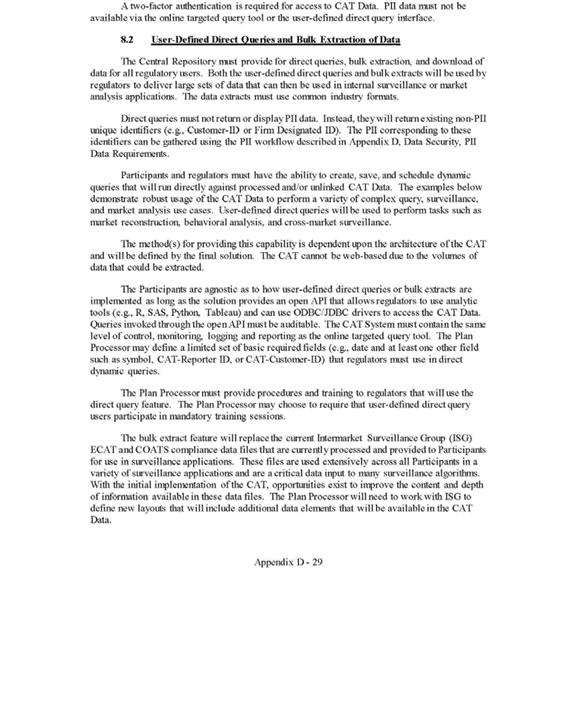 A two-factor authentication is required for access to CAT Data. PII data must not be
available via the online targeted query tool or the user-defined direct query interface.
8.2 User-Defined Direct Queries and Bulk Extraction of Data
The Central Repository must provide for direct queries, bulk extraction, and download of
data for all regulatory users. Both the user-defined direct queries and bulk extracts will be used by
regulators to deliver large sets of data that can then be used in internal surveillance or market
analysis applications. The data extracts must use common industry formats.
Direct queries must not return or display PII data. Instead, they will return existing non-PII
unique identifiers (e.g., Customer-ID or Firm Designated ID). The PII corresponding to these
identifiers can be gathered using the PII workflow described in Appendix D, Data Security, PII
Data Requirements.
Participants and regulators must have the ability to create, save, and schedule dynamic
queries that will run directly against processed and/or unlinked CAT Data. The examples below
demonstrate robust usage of the CAT Data to perform a variety of complex query, surveillance,
and market analysis use cases. User-defined direct queries will be used to perform tasks such as
market reconstruction, behavioral analysis, and cross-market surveillance.
The method(s) for providing this capability is dependent upon the architecture of the CAT
and will be defined by the final solution. The CAT cannot be web-based due to the volumes of
data that could be extracted.
The Participants are agnostic as to how user-defined direct queries or bulk extracts are
implemented as long as the solution provides an open API that allows regulators to use analytic
tools (e.g., R, SAS, Python, Tableau) and can use ODBC/JDBC drivers to access the CAT Data.
Queries invoked through the open API must be auditable. The CAT System must contain the same
level of control, monitoring, logging and reporting as the online targeted query tool. The Plan
Processor may define a limited set of basic required fields (e.g., date and at least one other field
such as symbol, CAT-Reporter ID, or CAT-Customer-ID) that regulators must use in direct
dynamic queries.
The Plan Processor must provide procedures and training to regulators that will use the
direct query feature. The Plan Processor may choose to require that user-defined direct query
users participate in mandatory training sessions.
The bulk extract feature will replace the current Intermarket Surveillance Group (ISG)
ECAT and COATS compliance data files that are currently processed and provided to Participants
for use in surveillance applications. These files are used extensively across all Participants in a
variety of surveillance applications and are a critical data input to many surveillance algorithms.
With the initial implementation of the CAT, opportunities exist to improve the content and depth
of information available in these data files. The Plan Processor will need to work with ISG to
define new layouts that will include additional data elements that will be available in the CAT
Data.
Appendix D - 29